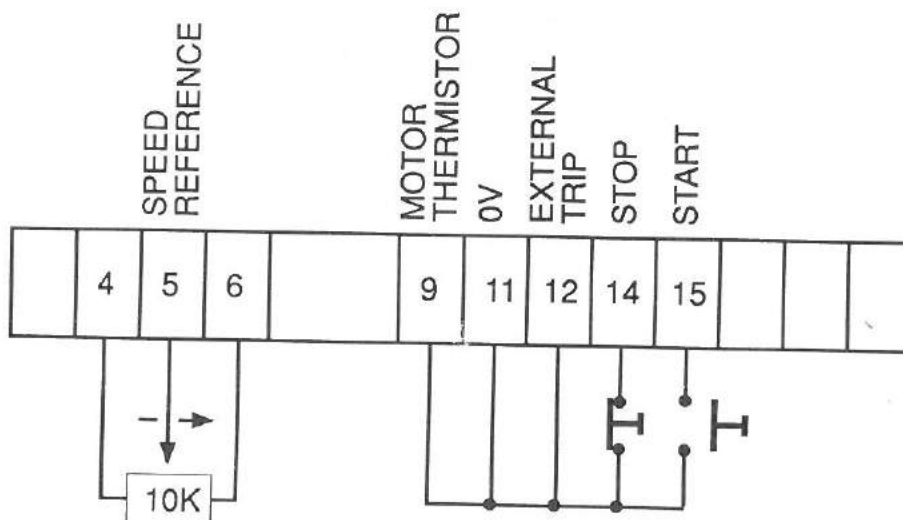 SPEED
REFERENCE
MOTOR
THERMISTOR
0V
EXTERNAL
TRIP
STOP
START
4 5 6 9 11 12 14 15
10K